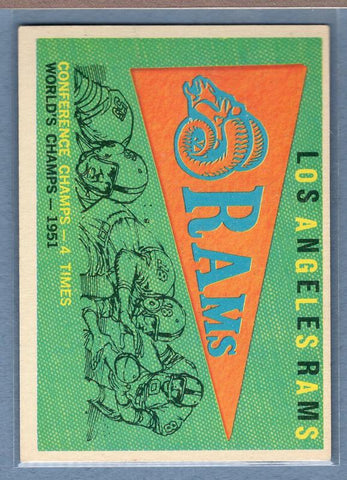 LOS ANGELES RAMS
RAMS
CONFERENCE CHAMPS—4 TIMES
WORLD'S CHAMPS — 1951